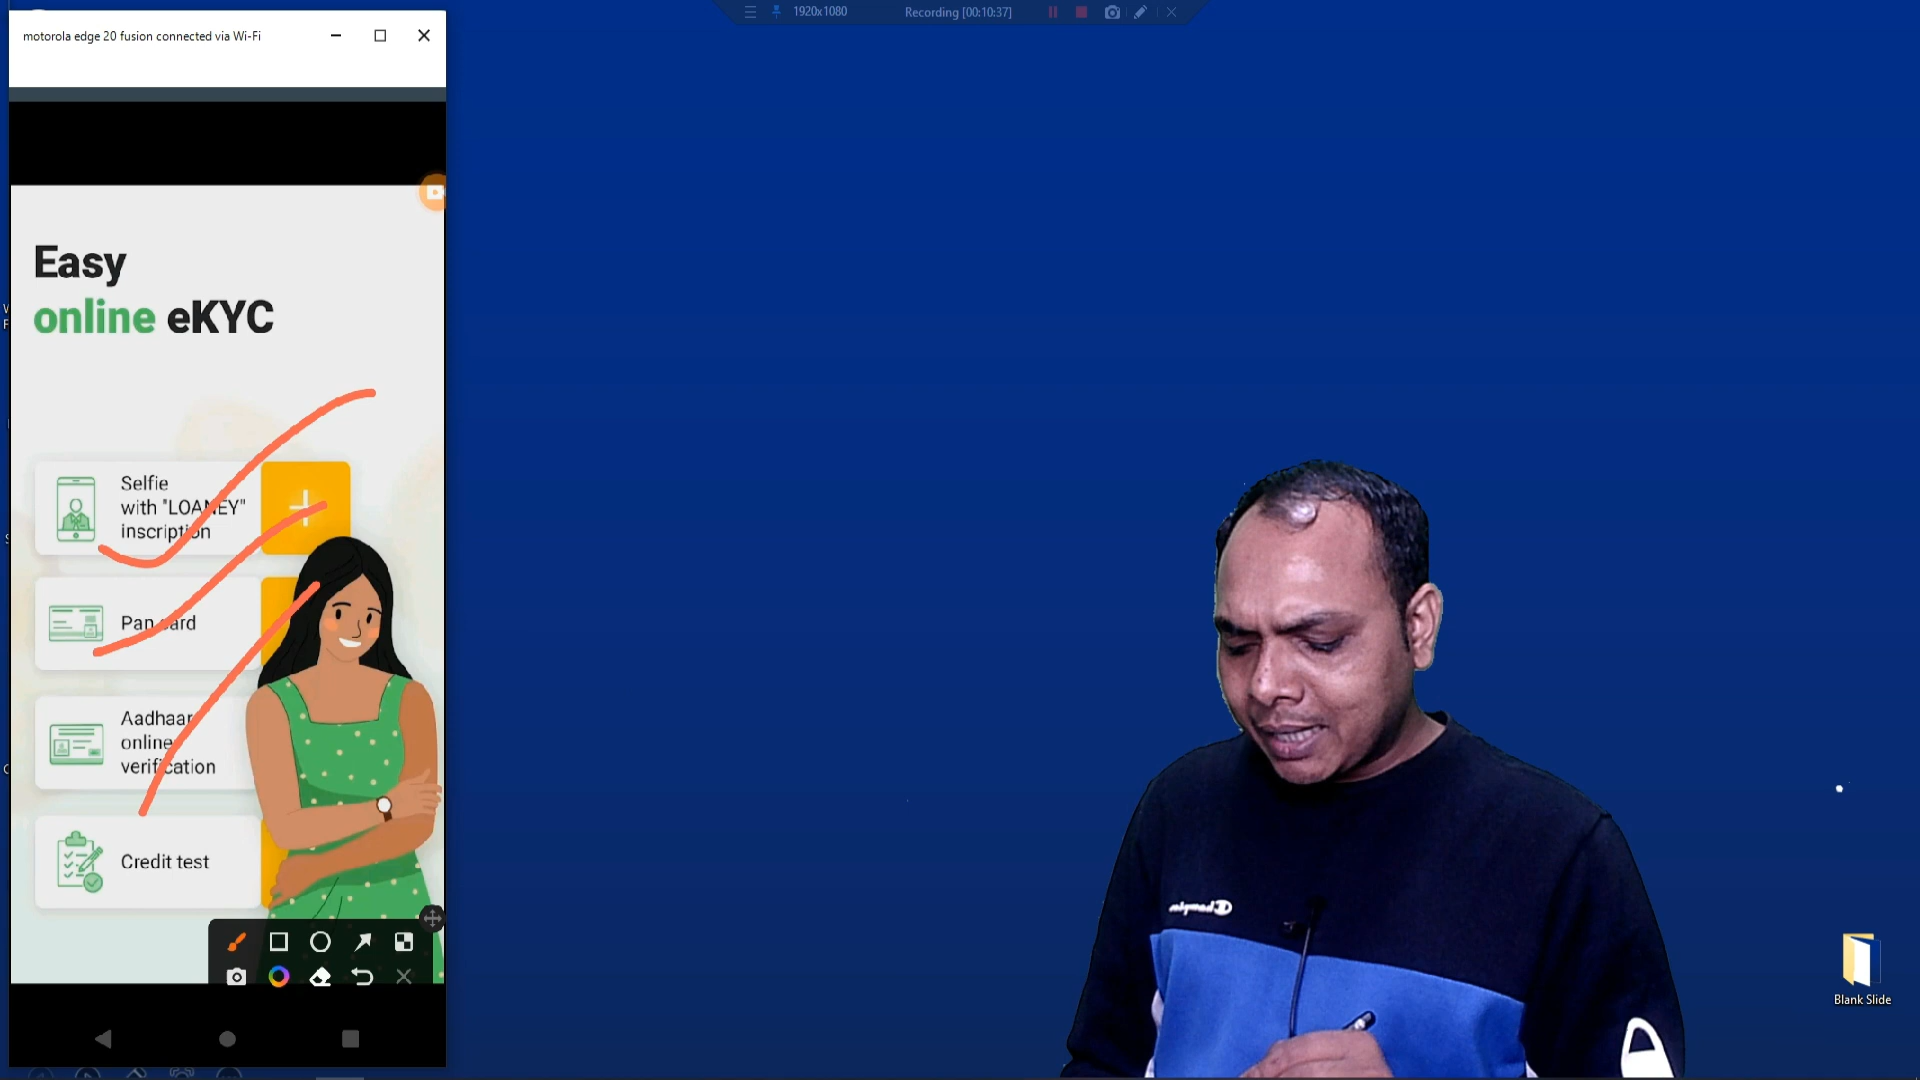 motorola edge 20 fusion connected via Wi-Fi
1920x1080
Recording [00:10:37]
Easy
online eKYC
Selfie
with "LOANEY"
inscription
Pan card
Aadhaar
online
verification
Credit test
Champion
Blank Slide